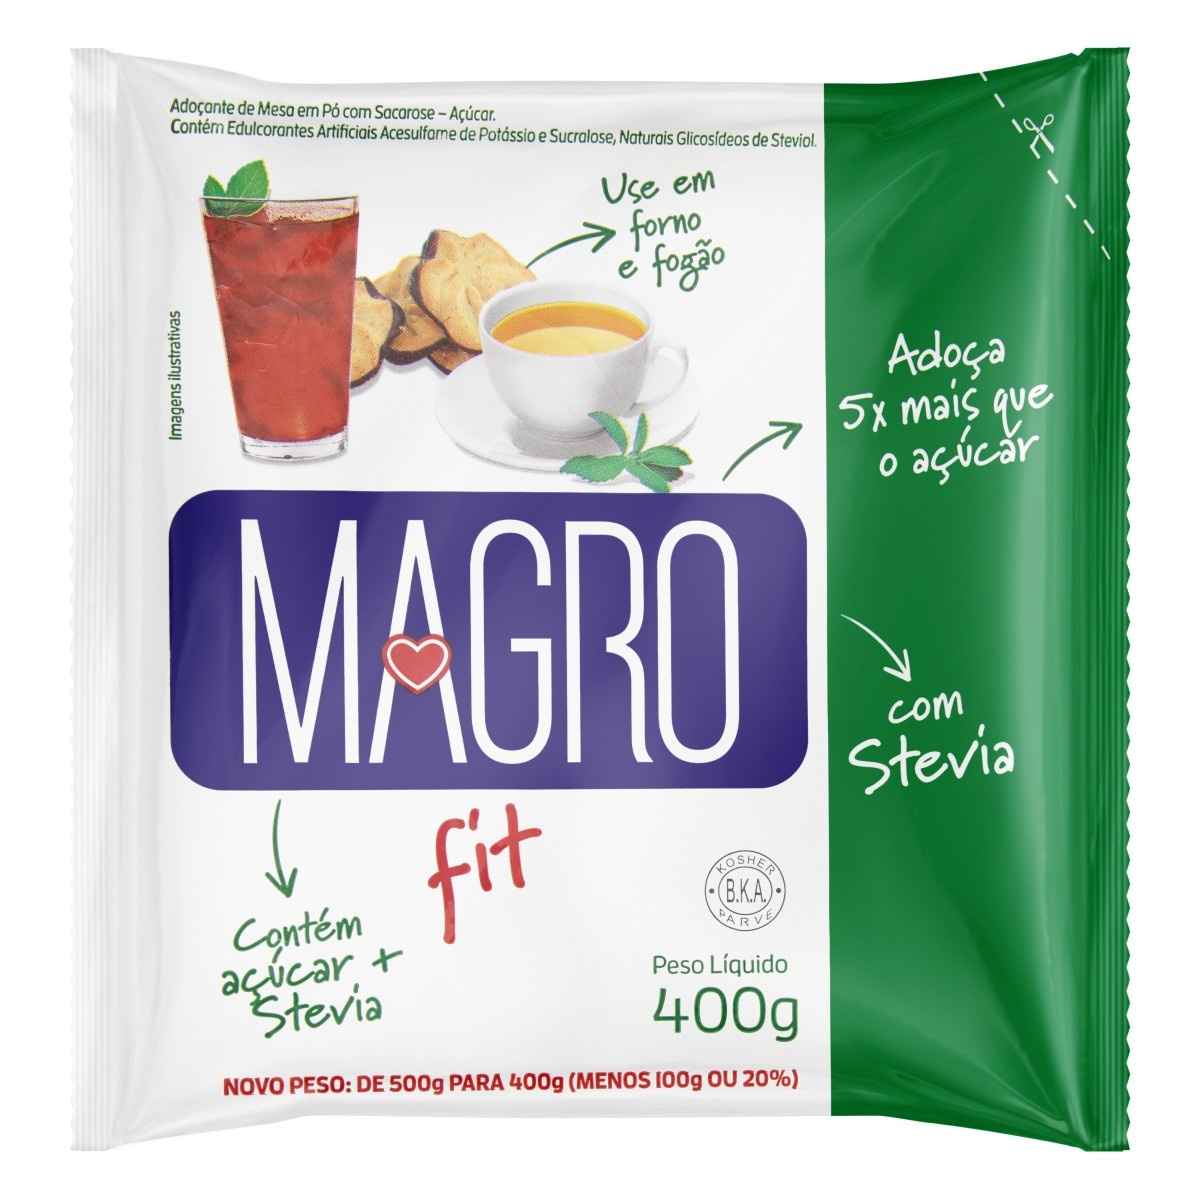 Adoçante de Mesa em Pó com Sacarose – Açúcar.
Contém Edulcorantes Artificiais Acesulfame de Potássio e Sucralose, Naturais Glicosídeos de Steviol.
Use em
forno
e fogão
Imagens ilustrativas
Adoça
5x mais que
o açúcar
MAGRO
fit
com
Stevia
Contém
açúcar +
Stevia
KOSHER
B.K.A.
PARVE
Peso Líquido
400g
NOVO PESO: DE 500g PARA 400g (MENOS 100g OU 20%)